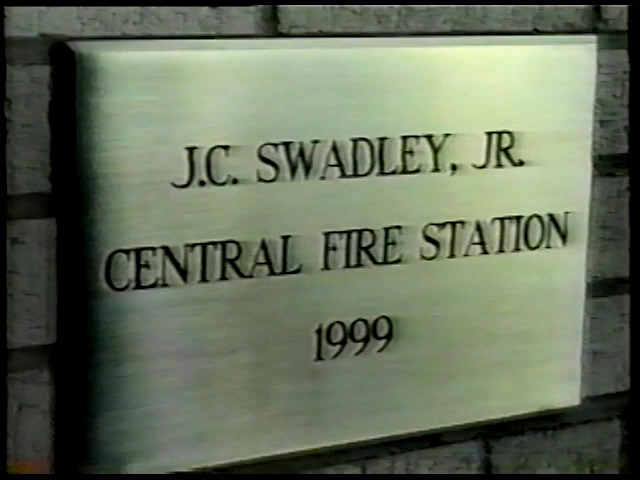 J.C. SWADLEY, JR.
CENTRAL FIRE STATION
1999